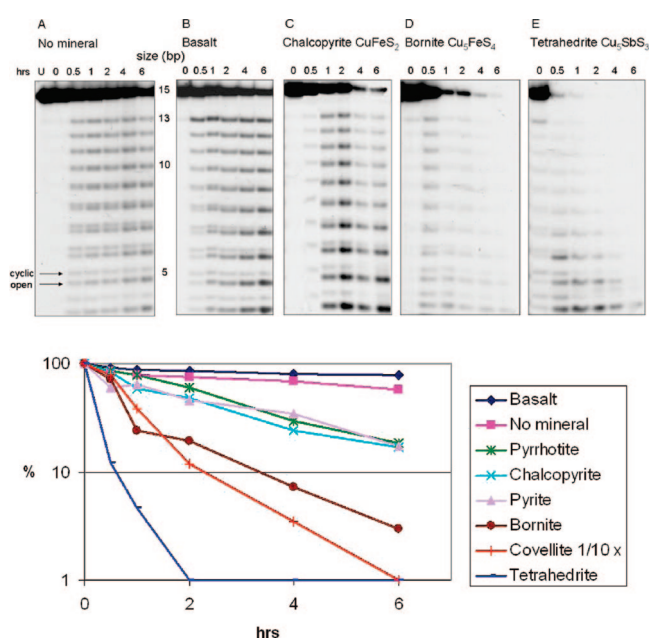 A B C D E
No mineral Basalt Chalcopyrite CuFeS2 Bornite Cu5FeS4 Tetrahedrite Cu5SbS3
size (bp)
hrs U 0 0.5 1 2 4 6 0 0.5 1 2 4 6 0 0.5 1 2 4 6 0 0.5 1 2 4 6 0 0.5 1 2 4 6
15
13
10
cyclic 5
open
100
10
1
%
0 2 4 6
hrs
Basalt
No mineral
Pyrrhotite
Chalcopyrite
Pyrite
Bornite
Covellite 1/10 x
Tetrahedrite